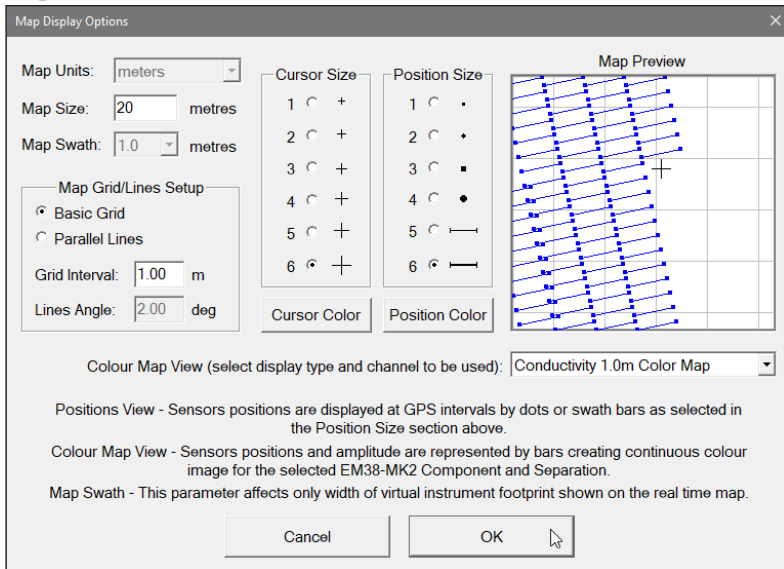 Map Display Options
Map Units: meters
Map Size: 20 metres
Map Swath: 1.0 metres
Map Grid/Lines Setup
Basic Grid
Parallel Lines
Grid Interval: 1.00 m
Lines Angle: 2.00 deg
Cursor Size
1
2
3
4
5
6
Cursor Color
Position Size
1
2
3
4
5
6
Position Color
Map Preview
Colour Map View (select display type and channel to be used): Conductivity 1.0m Color Map
Positions View - Sensors positions are displayed at GPS intervals by dots or swath bars as selected in
the Position Size section above.
Colour Map View - Sensors positions and amplitude are represented by bars creating continuous colour
image for the selected EM38-MK2 Component and Separation.
Map Swath - This parameter affects only width of virtual instrument footprint shown on the real time map.
Cancel
OK